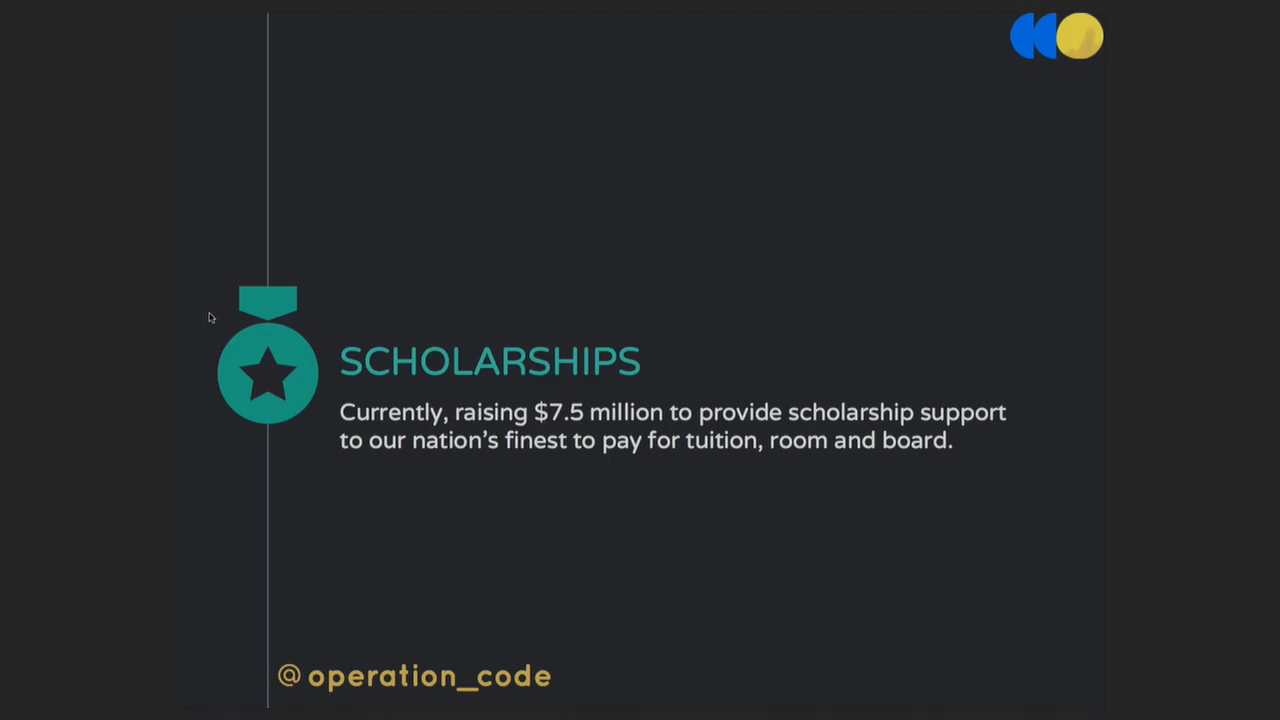 SCHOLARSHIPS
Currently, raising $7.5 million to provide scholarship support
to our nation's finest to pay for tuition, room and board.
@operation_code